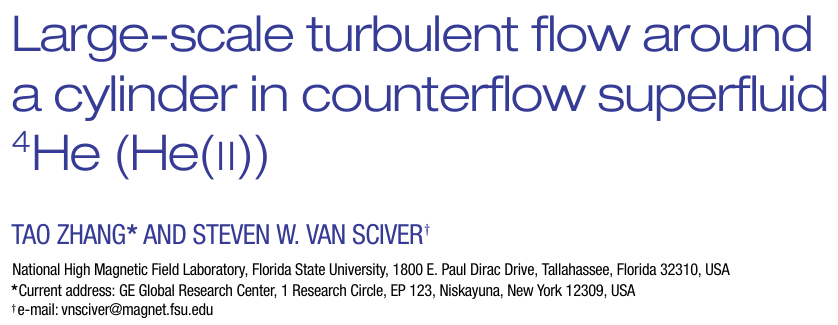 Large-scale turbulent flow around
a cylinder in counterflow superfluid
⁴He (He(II))
TAO ZHANG* AND STEVEN W. VAN SCIVER†
National High Magnetic Field Laboratory, Florida State University, 1800 E. Paul Dirac Drive, Tallahassee, Florida 32310, USA
*Current address: GE Global Research Center, 1 Research Circle, EP 123, Niskayuna, New York 12309, USA
†e-mail: vnsciver@magnet.fsu.edu